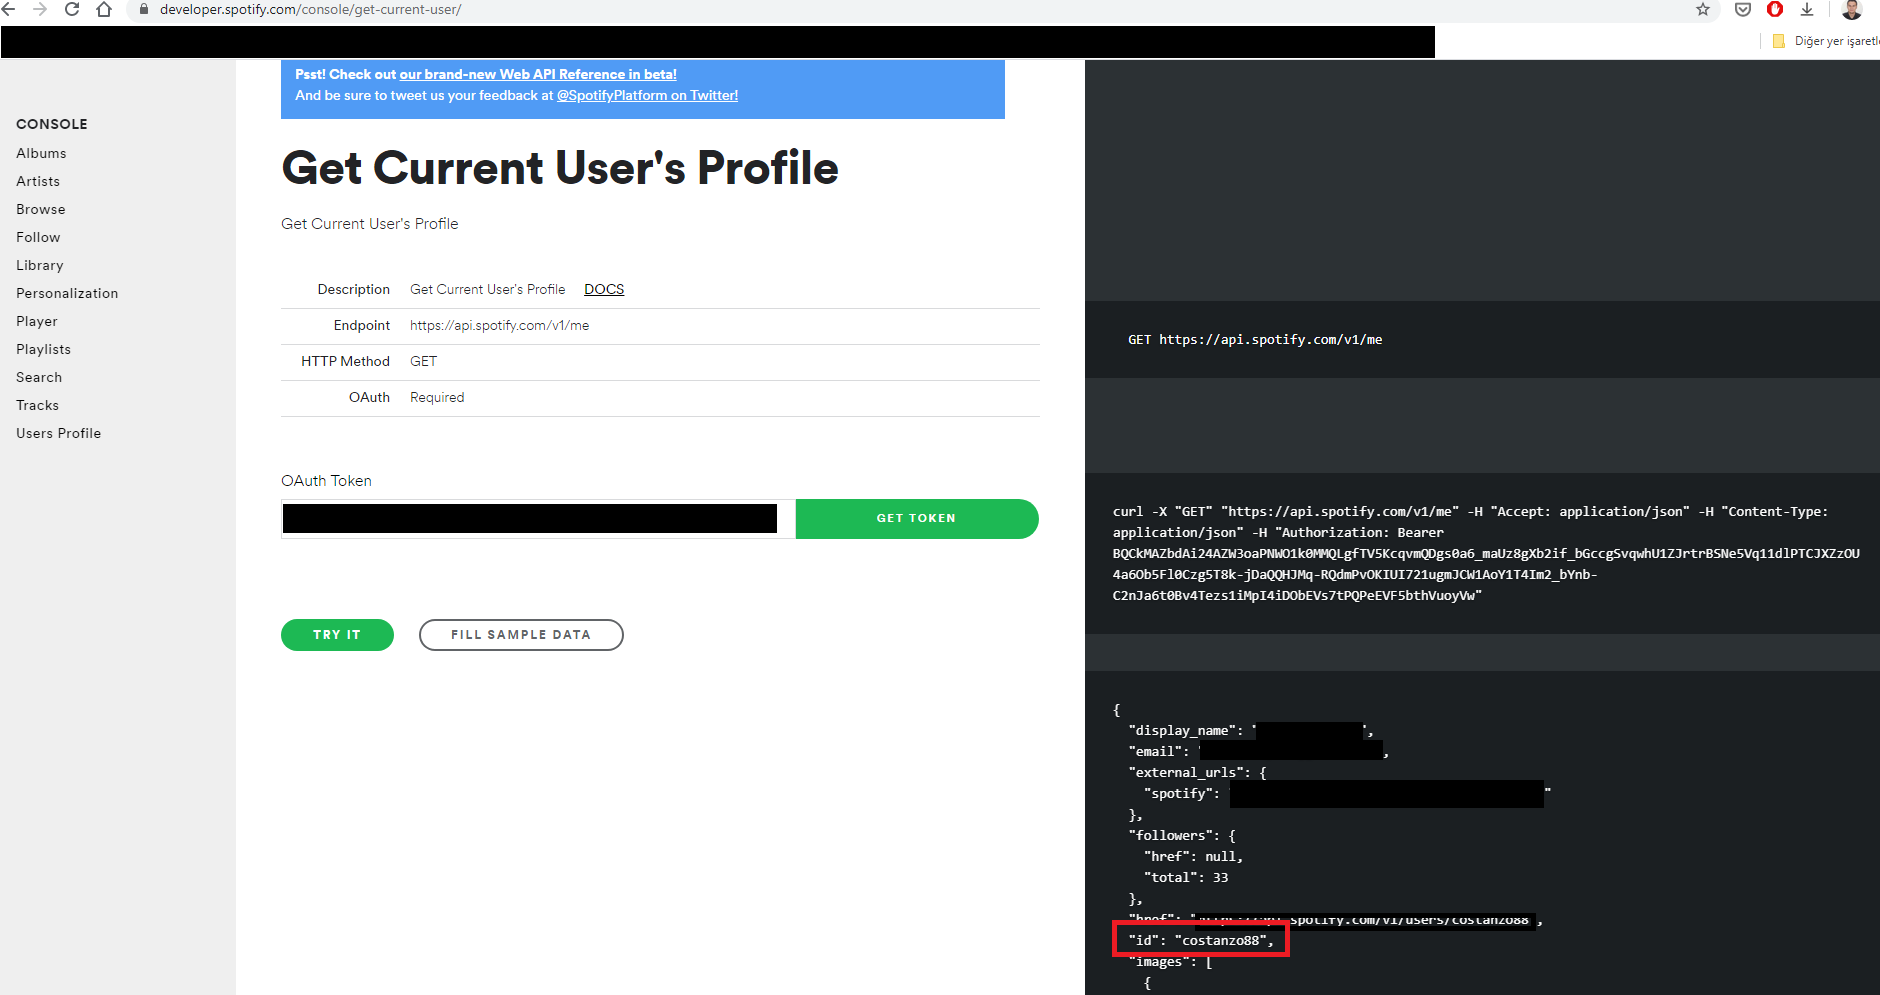 developer.spotify.com/console/get-current-user/
Diğer yer işaretle
Psst! Check out our brand-new Web API Reference in beta!
And be sure to tweet us your feedback at @SpotifyPlatform on Twitter!
CONSOLE
Albums
Artists
Browse
Follow
Library
Personalization
Player
Playlists
Search
Tracks
Users Profile
Get Current User's Profile
Get Current User's Profile
Description Get Current User's Profile DOCS
Endpoint https://api.spotify.com/v1/me
HTTP Method GET
OAuth Required
OAuth Token
GET TOKEN
TRY IT
FILL SAMPLE DATA
GET https://api.spotify.com/v1/me
curl -X "GET" "https://api.spotify.com/v1/me" -H "Accept: application/json" -H "Content-Type:
application/json" -H "Authorization: Bearer
BQCkMAZbdAi24AZW3oaPNWO1k0MMQLgfTV5KcqvmQDgs0a6_maUz8gXb2if_bGccgSvqwhU1ZJrtrBSNe5Vq11dlPTCJXZzOU
4a6Ob5Fl0Czg5T8k-jDaQQHJMq-RQdmPvOKIUI721ugmJCW1AoY1T4Im2_bYnb-
C2nJa6t0Bv4Tezs1iMpI4iDObEVs7tPQPeEVF5bthVuoyVw"
{
"display_name": "",
"email": ",
"external_urls": {
"spotify": "
},
"followers": {
"href": null,
"total": 33
},
"href": "https://api.spotify.com/v1/users/costanzo88,
"id": "costanzo88",
"images": [
{